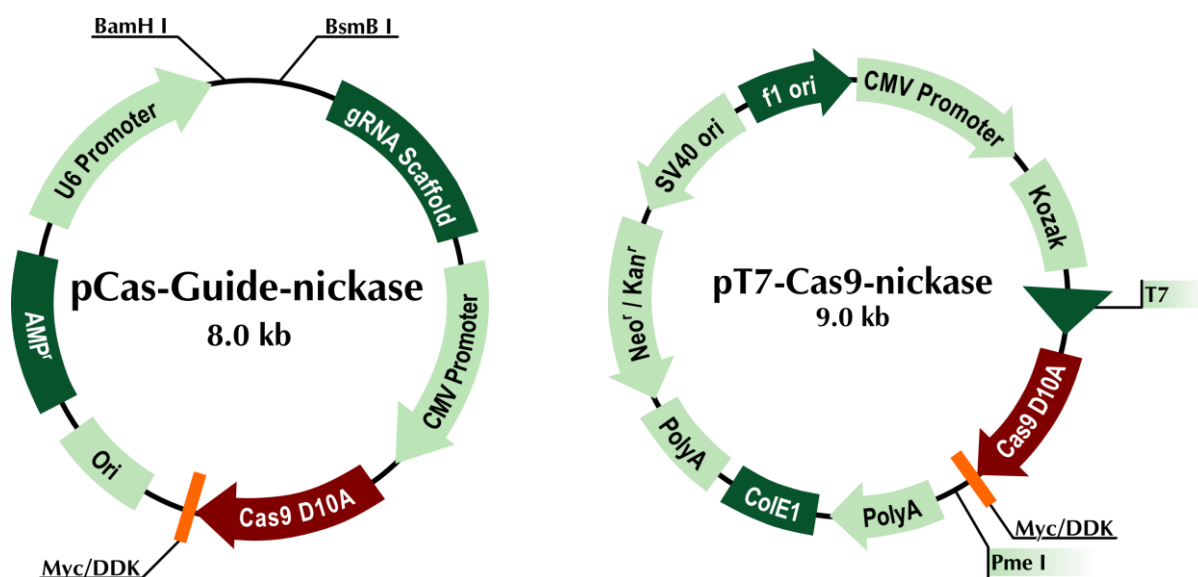 BamH I
BsmB I
U6 Promoter
gRNA Scaffold
pCas-Guide-nickase
8.0 kb
AMPʳ
CMV Promoter
Ori
Cas9 D10A
Myc/DDK
f1 ori
CMV Promoter
SV40 ori
Kozak
pT7-Cas9-nickase
9.0 kb
T7
Neoʳ / Kanʳ
Cas9 D10A
PolyA
ColE1
PolyA
Myc/DDK
Pme I